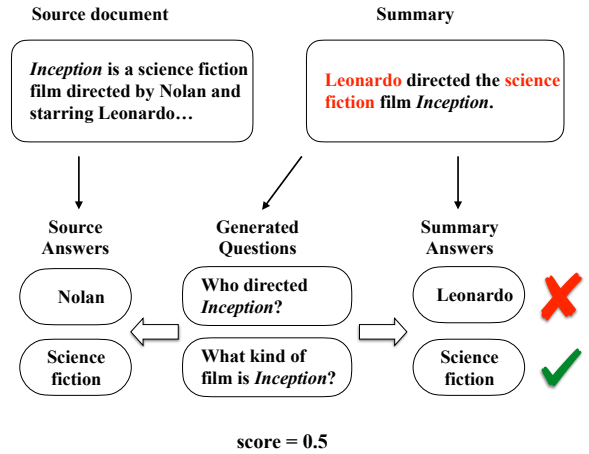 Source document
Summary
Inception is a science fiction
film directed by Nolan and
starring Leonardo…
Leonardo directed the science
fiction film Inception.
Source
Answers
Generated
Questions
Summary
Answers
Nolan
Who directed
Inception?
Leonardo
Science
fiction
What kind of
film is Inception?
Science
fiction
score = 0.5